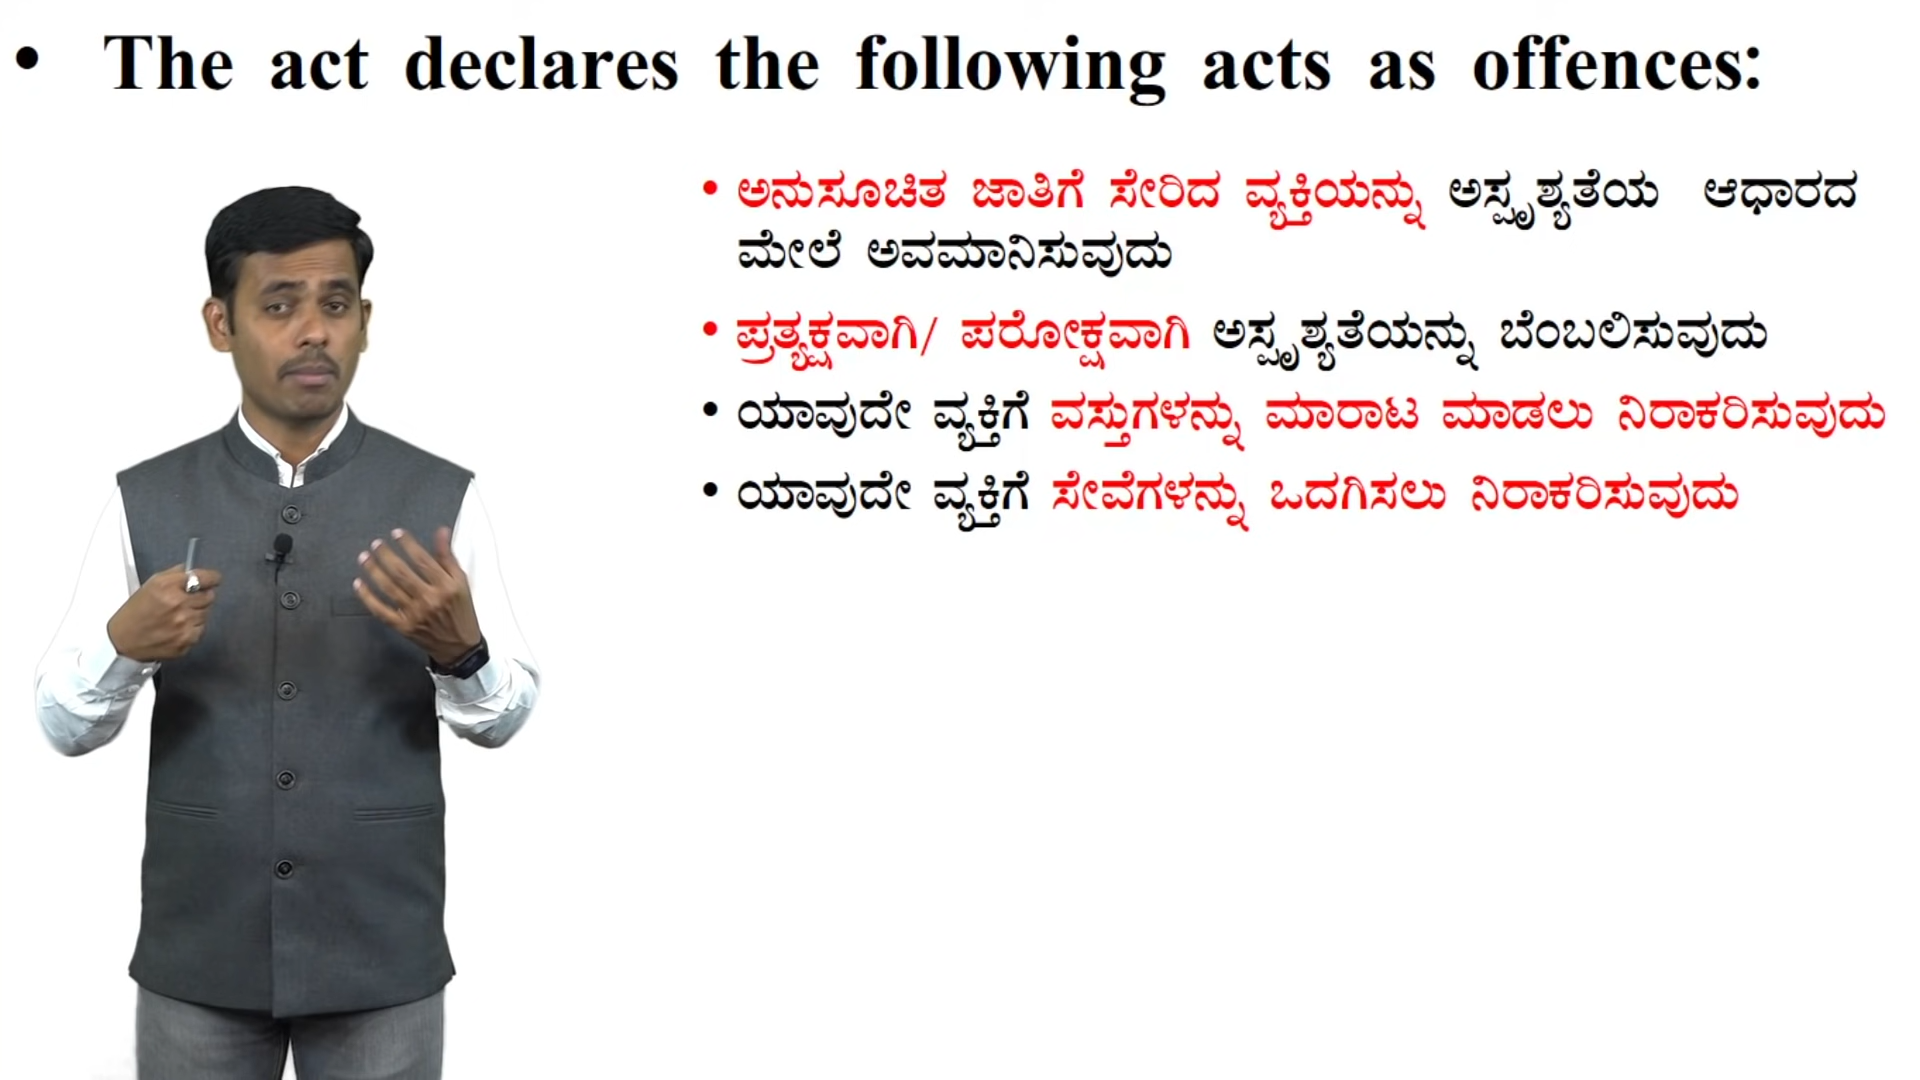 • The act declares the following acts as offences:
• ಅನುಸೂಚಿತ ಜಾತಿಗೆ ಸೇರಿದ ವ್ಯಕ್ತಿಯನ್ನು ಅಸ್ಪೃಶ್ಯತೆಯ ಆಧಾರದ
ಮೇಲೆ ಅವಮಾನಿಸುವುದು
• ಪ್ರತ್ಯಕ್ಷವಾಗಿ/ ಪರೋಕ್ಷವಾಗಿ ಅಸ್ಪೃಶ್ಯತೆಯನ್ನು ಬೆಂಬಲಿಸುವುದು
• ಯಾವುದೇ ವ್ಯಕ್ತಿಗೆ ವಸ್ತುಗಳನ್ನು ಮಾರಾಟ ಮಾಡಲು ನಿರಾಕರಿಸುವುದು
• ಯಾವುದೇ ವ್ಯಕ್ತಿಗೆ ಸೇವೆಗಳನ್ನು ಒದಗಿಸಲು ನಿರಾಕರಿಸುವುದು